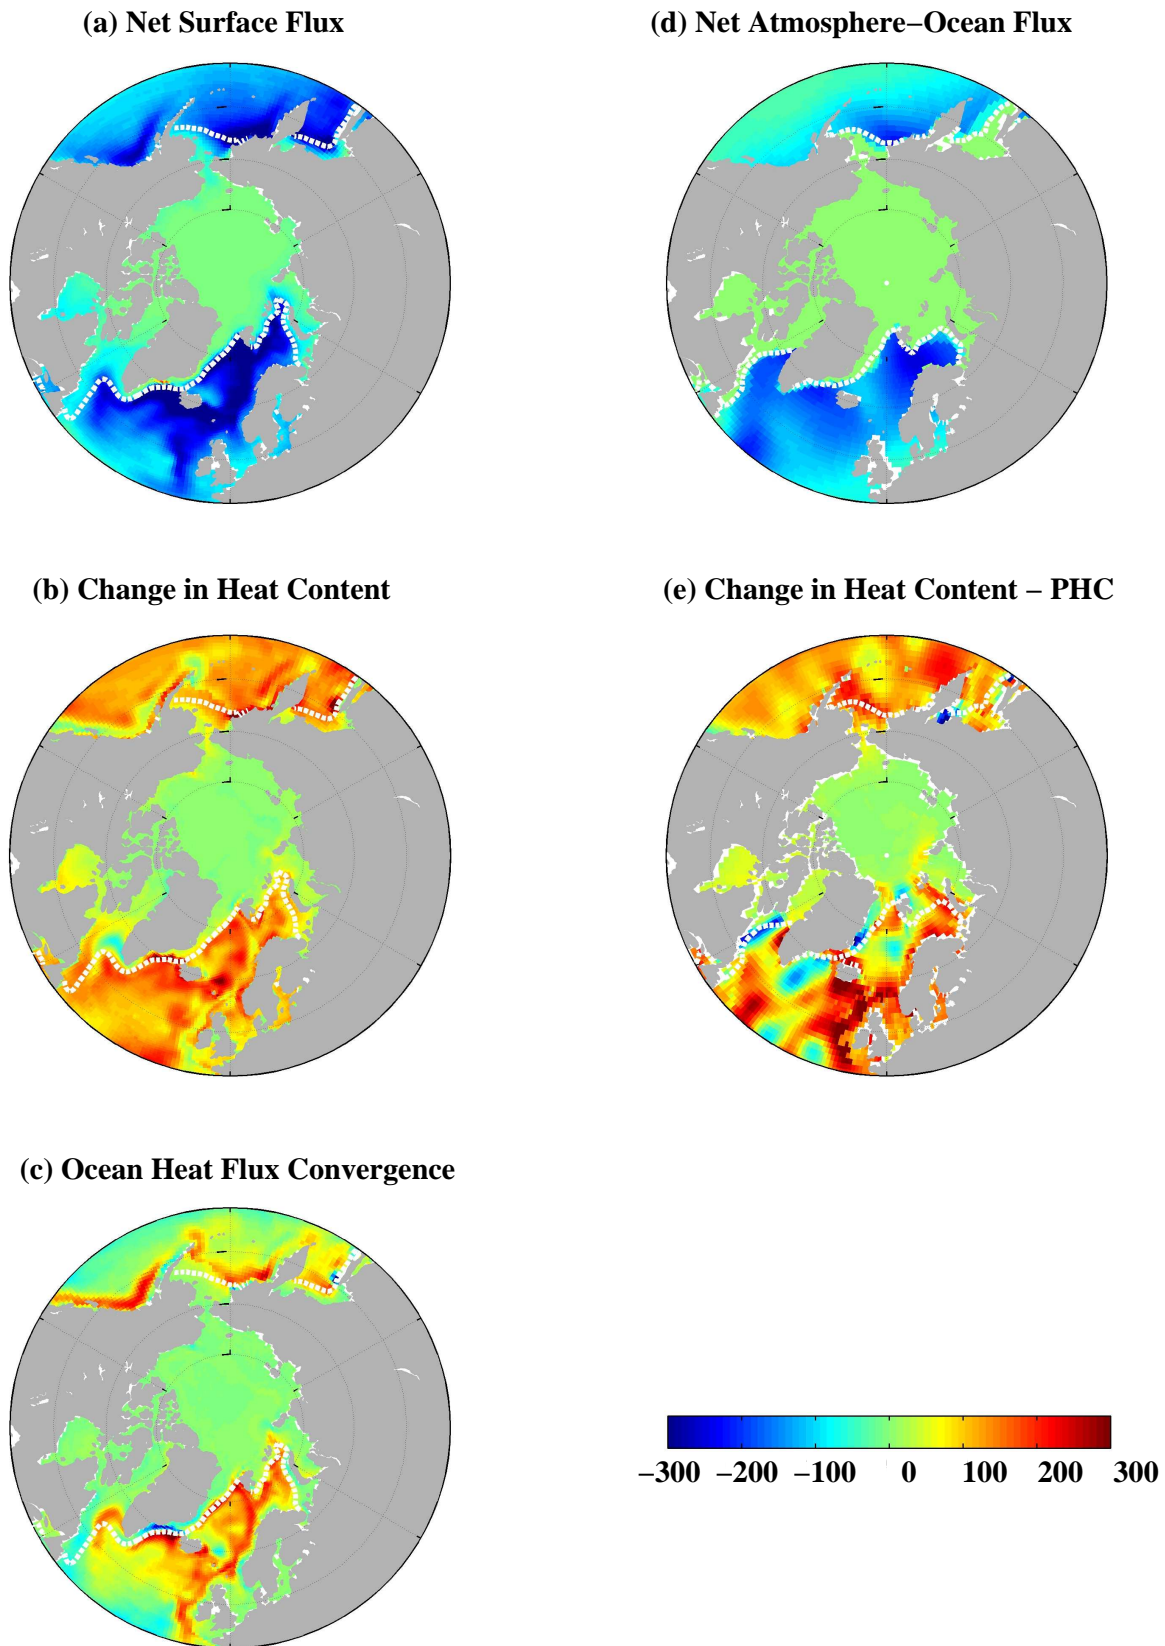 (a) Net Surface Flux
(d) Net Atmosphere−Ocean Flux
(b) Change in Heat Content
(e) Change in Heat Content − PHC
(c) Ocean Heat Flux Convergence
−300 −200 −100 0 100 200 300